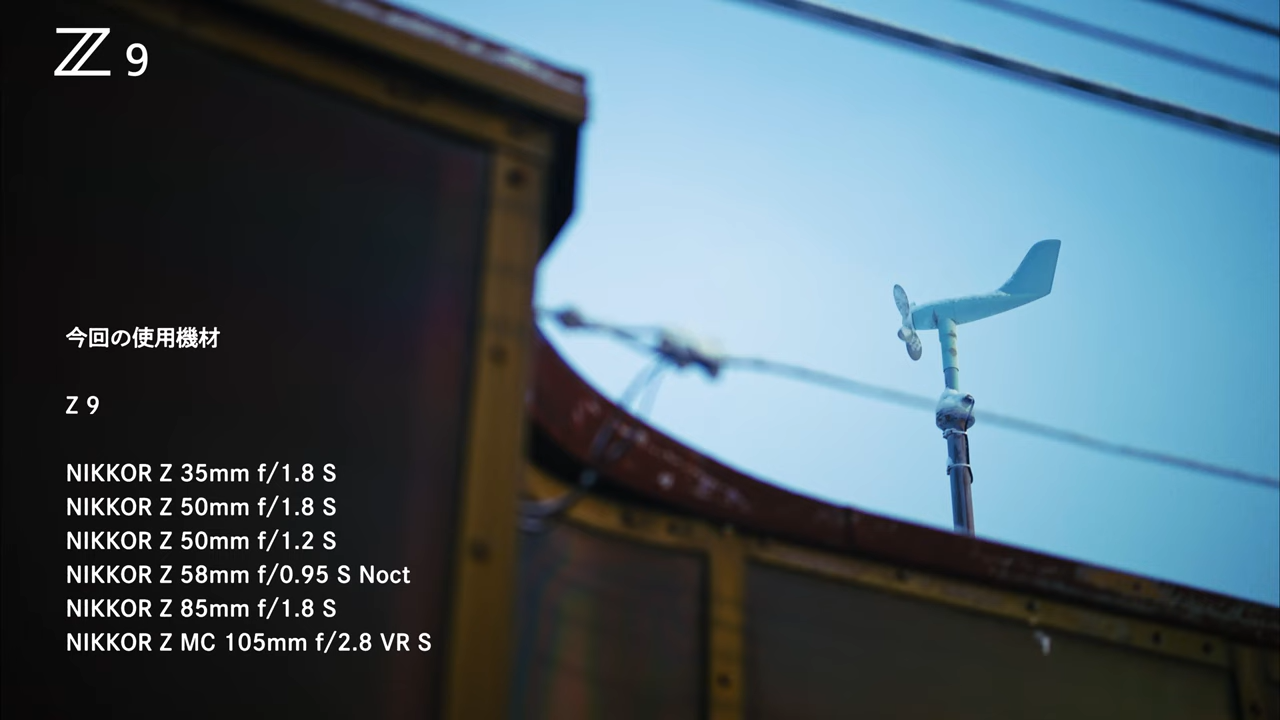 Z 9
今回の使用機材
Z 9
NIKKOR Z 35mm f/1.8 S
NIKKOR Z 50mm f/1.8 S
NIKKOR Z 50mm f/1.2 S
NIKKOR Z 58mm f/0.95 S Noct
NIKKOR Z 85mm f/1.8 S
NIKKOR Z MC 105mm f/2.8 VR S